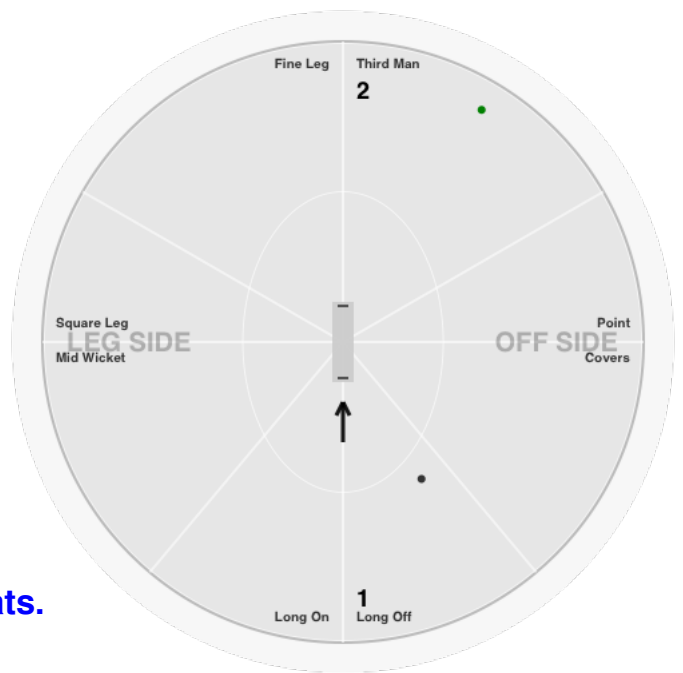 Fine Leg
Third Man
2
Square Leg
Point
LEG SIDE
OFF SIDE
Mid Wicket
Covers
1
Long On
Long Off